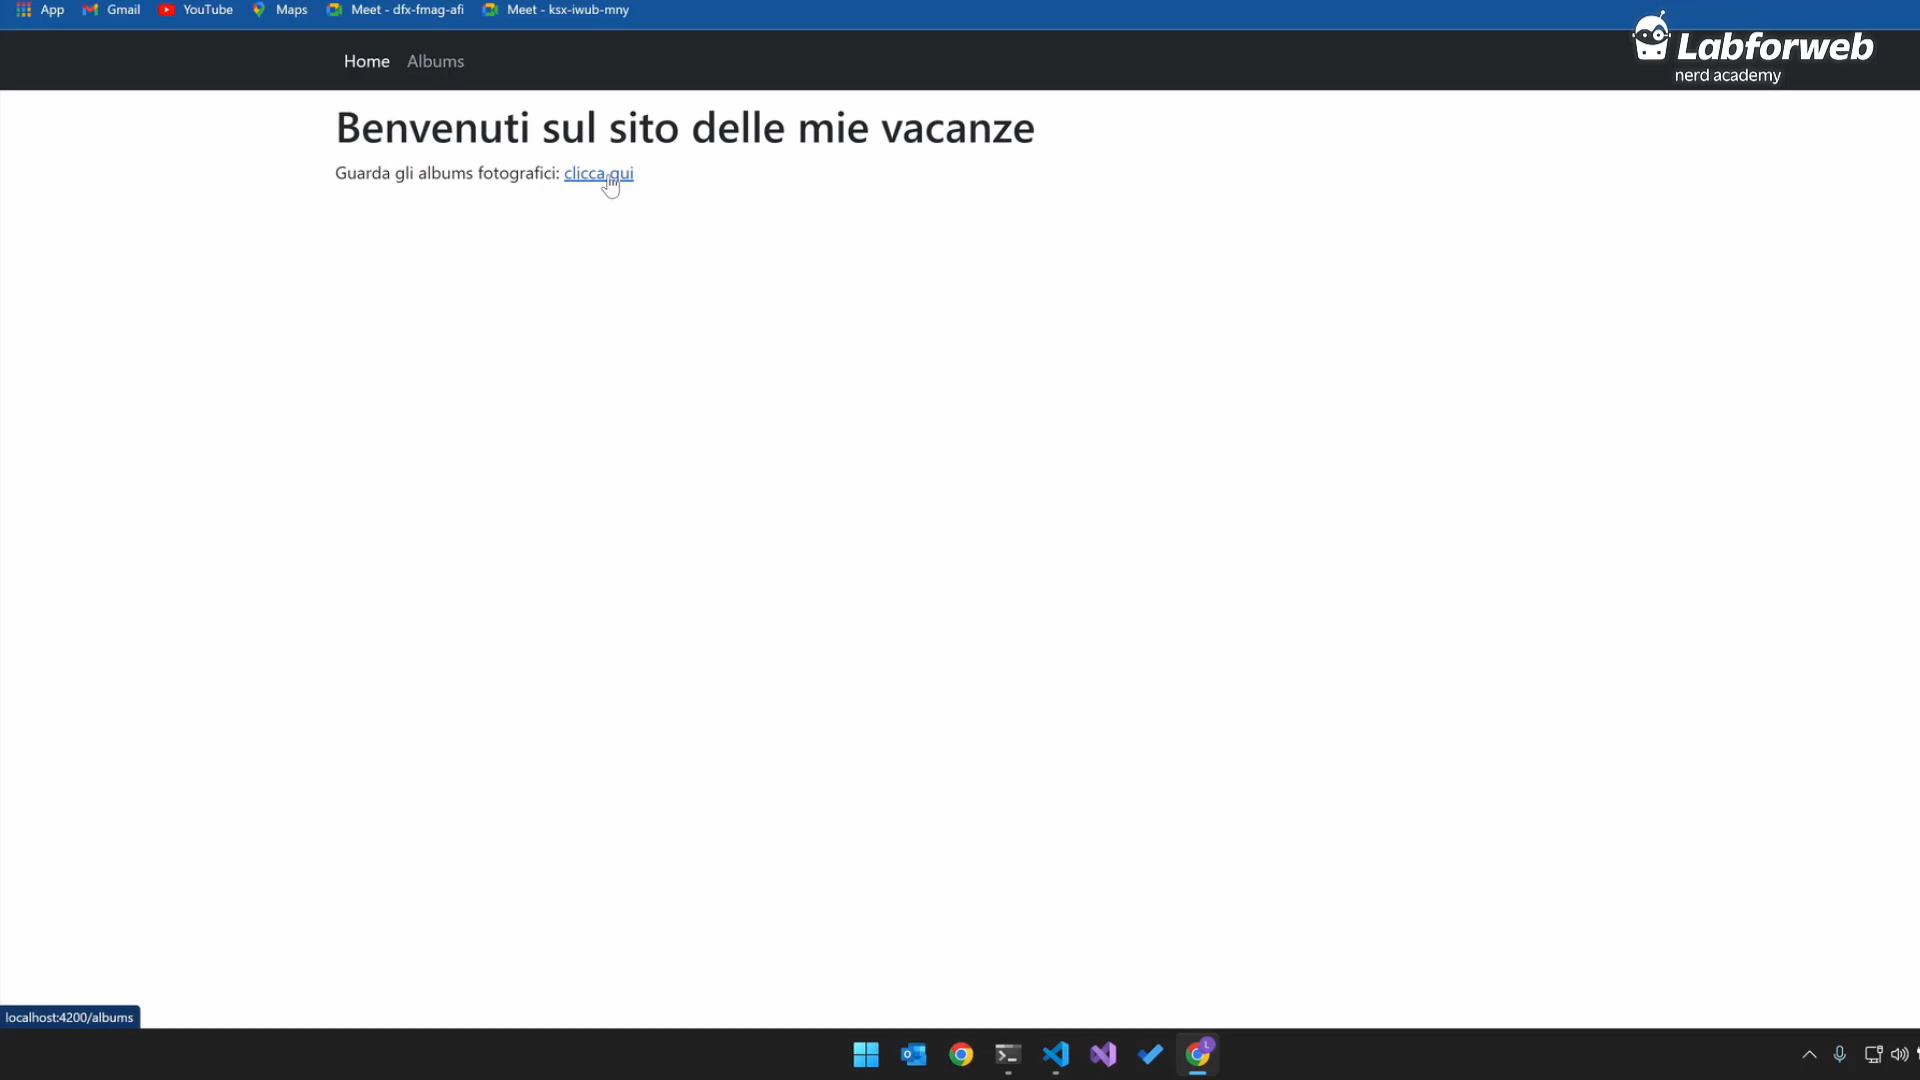 App Gmail YouTube Maps Meet - dfx-fmag-afi Meet - ksx-iwub-mny
Home Albums
Labforweb
nerd academy
Benvenuti sul sito delle mie vacanze
Guarda gli albums fotografici: clicca qui
localhost:4200/albums
L